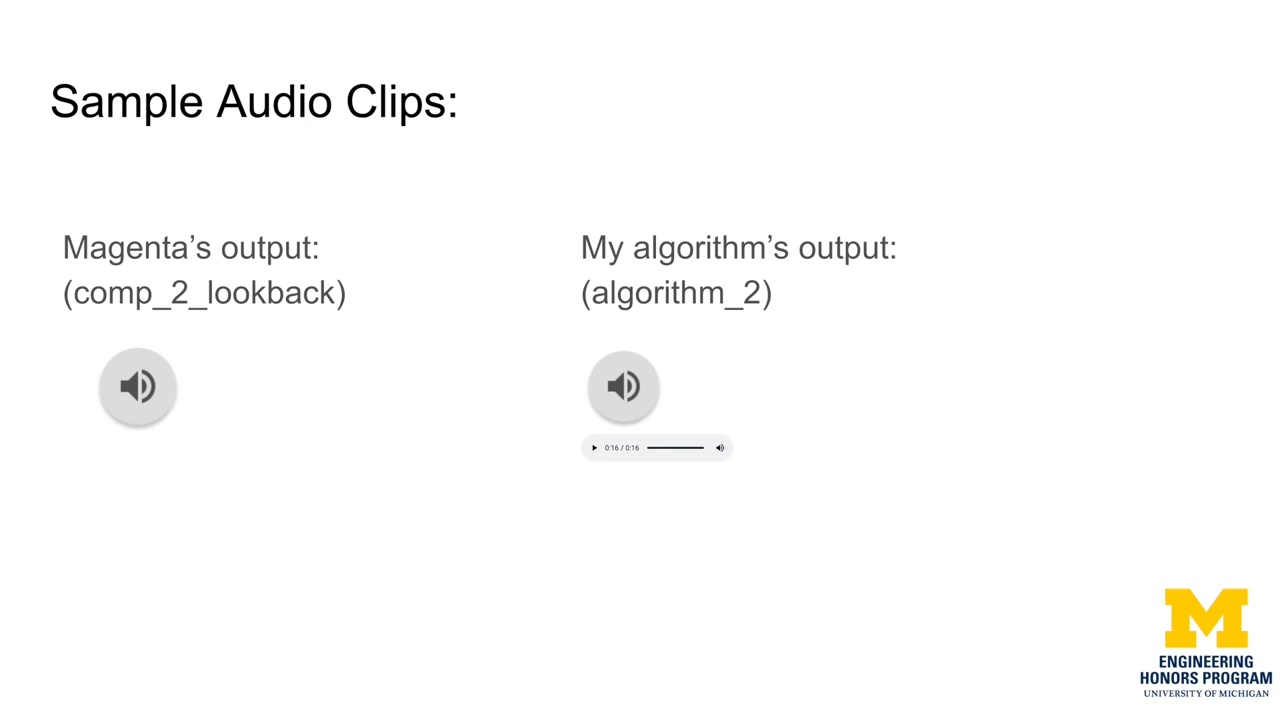 Sample Audio Clips:
Magenta’s output:
(comp_2_lookback)
My algorithm’s output:
(algorithm_2)
0:16 / 0:16
M
ENGINEERING
HONORS PROGRAM
UNIVERSITY OF MICHIGAN